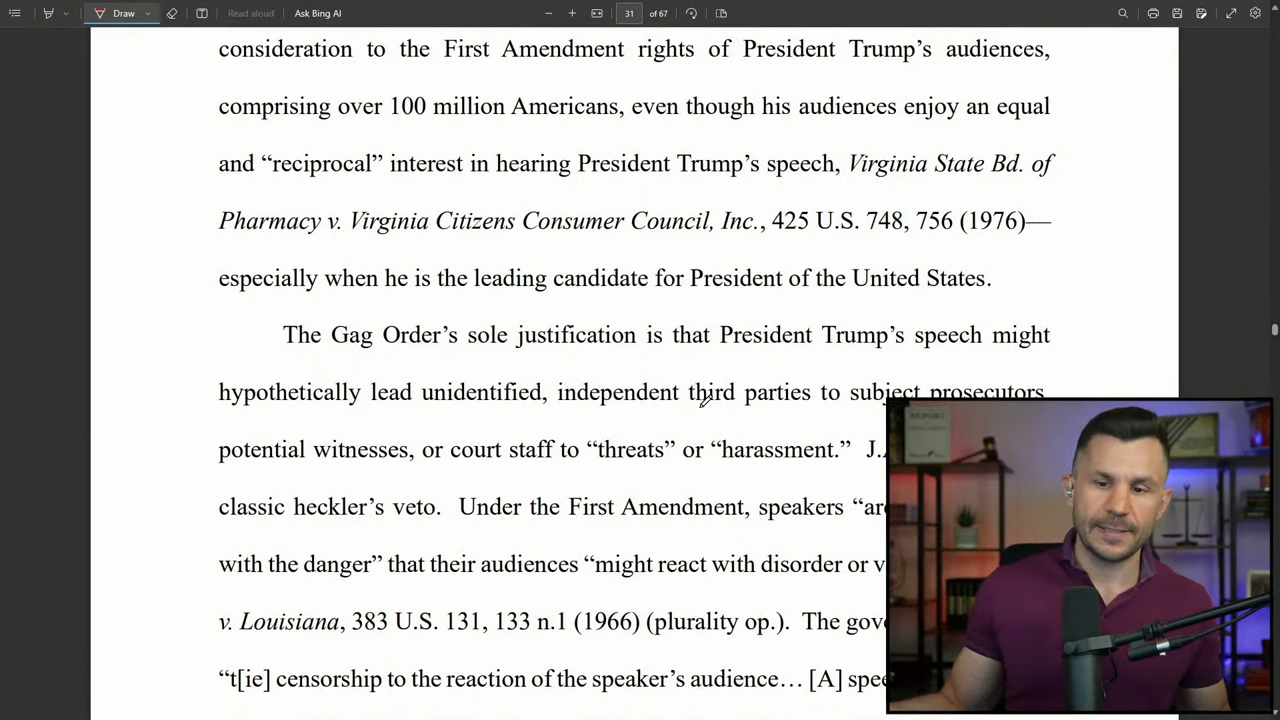 Draw
Read aloud
Ask Bing AI
31 of 67
consideration to the First Amendment rights of President Trump’s audiences,
comprising over 100 million Americans, even though his audiences enjoy an equal
and “reciprocal” interest in hearing President Trump’s speech, Virginia State Bd. of
Pharmacy v. Virginia Citizens Consumer Council, Inc., 425 U.S. 748, 756 (1976)—
especially when he is the leading candidate for President of the United States.
The Gag Order’s sole justification is that President Trump’s speech might
hypothetically lead unidentified, independent third parties to subject prosecutors,
potential witnesses, or court staff to “threats” or “harassment.” J.
classic heckler’s veto. Under the First Amendment, speakers “
with the danger” that their audiences “might react with disorder or
v. Louisiana, 383 U.S. 131, 133 n.1 (1966) (plurality op.). The
“t[ie] censorship to the reaction of the speaker’s audience… [A]